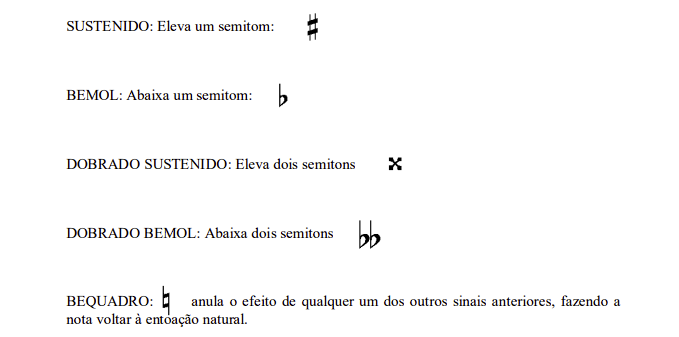 SUSTENIDO: Eleva um semitom: ♯
BEMOL: Abaixa um semitom: ♭
DOBRADO SUSTENIDO: Eleva dois semitons 𝄪
DOBRADO BEMOL: Abaixa dois semitons ♭♭
BEQUADRO: ♮ anula o efeito de qualquer um dos outros sinais anteriores, fazendo a
nota voltar à entoação natural.